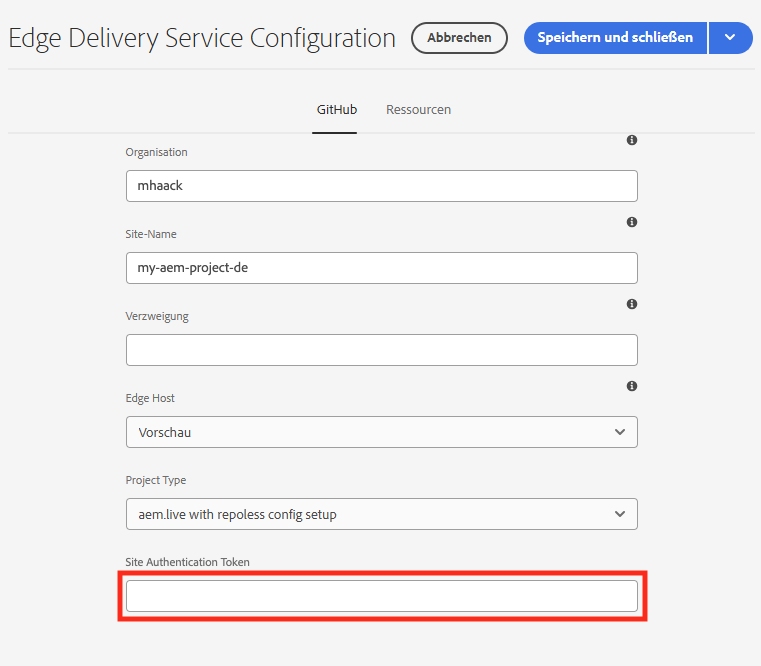 Edge Delivery Service Configuration
Abbrechen
Speichern und schließen
GitHub
Ressourcen
Organisation
mhaack
Site-Name
my-aem-project-de
Verzweigung
Edge Host
Vorschau
Project Type
aem.live with repoless config setup
Site Authentication Token